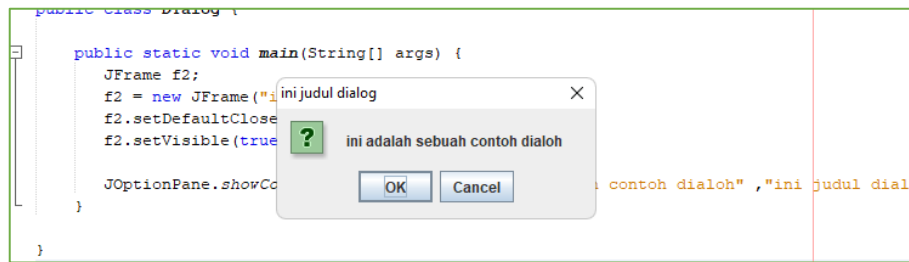 public class Dialog {
public static void main(String[] args) {
JFrame f2;
f2 = new JFrame("i
f2.setDefaultClose
f2.setVisible(true
JOptionPane.showCo
contoh dialoh" ,"ini judul dial
}
}
ini judul dialog
ini adalah sebuah contoh dialoh
OK
Cancel